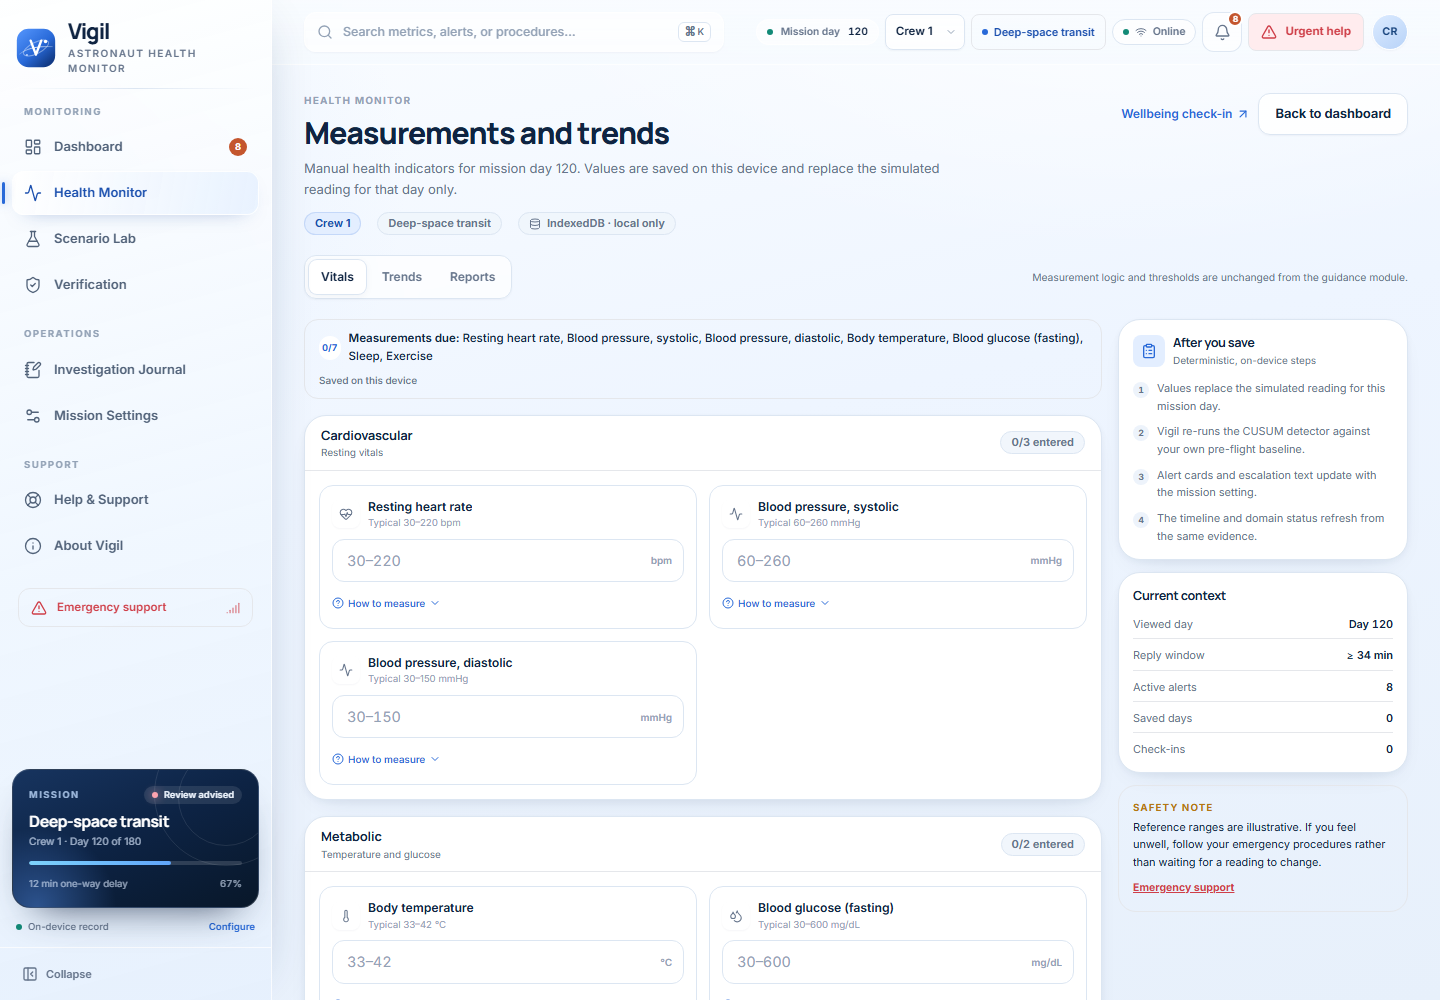 Vigil
ASTRONAUT HEALTH
MONITOR
MONITORING
Dashboard
8
Health Monitor
Scenario Lab
Verification
OPERATIONS
Investigation Journal
Mission Settings
SUPPORT
Help & Support
About Vigil
Emergency support
MISSION
Review advised
Deep-space transit
Crew 1 · Day 120 of 180
12 min one-way delay
67%
On-device record
Configure
Collapse
Search metrics, alerts, or procedures...
⌘K
Mission day 120
Crew 1
Deep-space transit
Online
8
Urgent help
CR
HEALTH MONITOR
Measurements and trends
Manual health indicators for mission day 120. Values are saved on this device and replace the simulated
reading for that day only.
Wellbeing check-in
Back to dashboard
Crew 1
Deep-space transit
IndexedDB · local only
Vitals
Trends
Reports
Measurement logic and thresholds are unchanged from the guidance module.
0/7
Measurements due: Resting heart rate, Blood pressure, systolic, Blood pressure, diastolic, Body temperature, Blood glucose (fasting),
Sleep, Exercise
Saved on this device
Cardiovascular
Resting vitals
0/3 entered
Resting heart rate
Typical 30–220 bpm
30–220
bpm
How to measure
Blood pressure, systolic
Typical 60–260 mmHg
60–260
mmHg
How to measure
Blood pressure, diastolic
Typical 30–150 mmHg
30–150
mmHg
How to measure
Metabolic
Temperature and glucose
0/2 entered
Body temperature
Typical 33–42 °C
33–42
°C
Blood glucose (fasting)
Typical 30–600 mg/dL
30–600
mg/dL
After you save
Deterministic, on-device steps
1
Values replace the simulated reading for this
mission day.
2
Vigil re-runs the CUSUM detector against
your own pre-flight baseline.
3
Alert cards and escalation text update with
the mission setting.
4
The timeline and domain status refresh from
the same evidence.
Current context
Viewed day
Day 120
Reply window
≥ 34 min
Active alerts
8
Saved days
0
Check-ins
0
SAFETY NOTE
Reference ranges are illustrative. If you feel
unwell, follow your emergency procedures rather
than waiting for a reading to change.
Emergency support